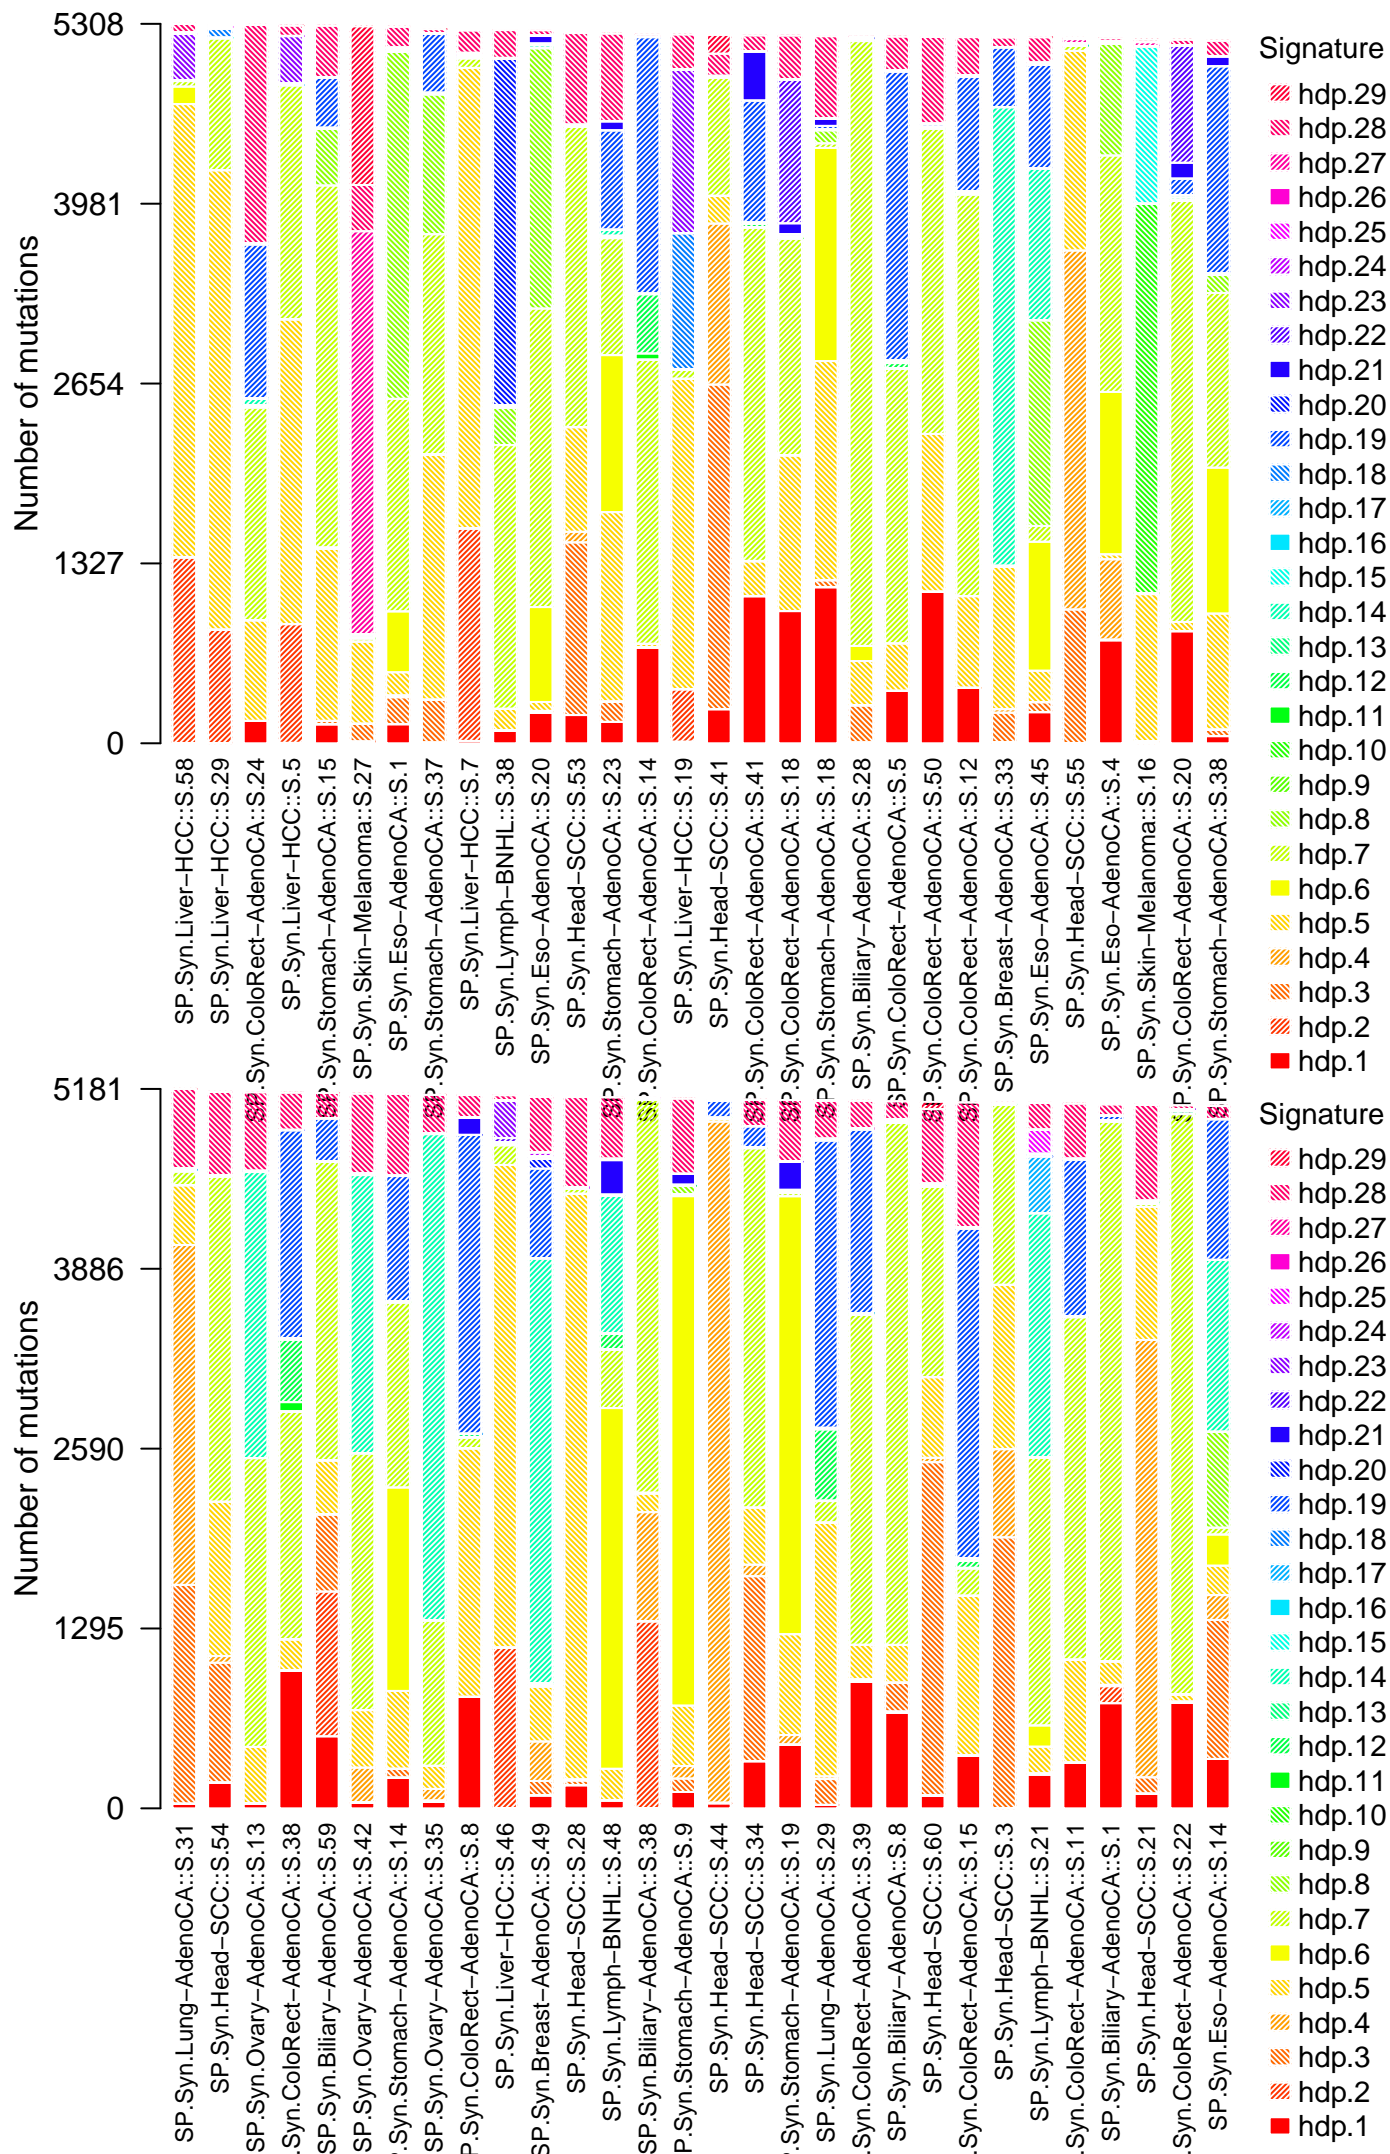 Number of mutations
5308
3981
2654
1327
0
SP.Syn.Liver−HCC::S.58
SP.Syn.Liver−HCC::S.29
SP.Syn.ColoRect−AdenoCA::S.24
SP.Syn.Liver−HCC::S.5
SP.Syn.Stomach−AdenoCA::S.15
SP.Syn.Skin−Melanoma::S.27
SP.Syn.Eso−AdenoCA::S.1
SP.Syn.Stomach−AdenoCA::S.37
SP.Syn.Liver−HCC::S.7
SP.Syn.Lymph−BNHL::S.38
SP.Syn.Eso−AdenoCA::S.20
SP.Syn.Head−SCC::S.53
SP.Syn.Stomach−AdenoCA::S.23
SP.Syn.ColoRect−AdenoCA::S.14
SP.Syn.Liver−HCC::S.19
SP.Syn.Head−SCC::S.41
SP.Syn.ColoRect−AdenoCA::S.41
SP.Syn.ColoRect−AdenoCA::S.18
SP.Syn.Stomach−AdenoCA::S.18
SP.Syn.Biliary−AdenoCA::S.28
SP.Syn.ColoRect−AdenoCA::S.5
SP.Syn.ColoRect−AdenoCA::S.50
SP.Syn.ColoRect−AdenoCA::S.12
SP.Syn.Breast−AdenoCA::S.33
SP.Syn.Eso−AdenoCA::S.45
SP.Syn.Head−SCC::S.55
SP.Syn.Eso−AdenoCA::S.4
SP.Syn.Skin−Melanoma::S.16
SP.Syn.ColoRect−AdenoCA::S.20
SP.Syn.Stomach−AdenoCA::S.38
Signature
hdp.29
hdp.28
hdp.27
hdp.26
hdp.25
hdp.24
hdp.23
hdp.22
hdp.21
hdp.20
hdp.19
hdp.18
hdp.17
hdp.16
hdp.15
hdp.14
hdp.13
hdp.12
hdp.11
hdp.10
hdp.9
hdp.8
hdp.7
hdp.6
hdp.5
hdp.4
hdp.3
hdp.2
hdp.1
Number of mutations
5181
3886
2590
1295
0
SP.Syn.Lung−AdenoCA::S.31
SP.Syn.Head−SCC::S.54
SP.Syn.Ovary−AdenoCA::S.13
.Syn.ColoRect−AdenoCA::S.38
SP.Syn.Biliary−AdenoCA::S.59
SP.Syn.Ovary−AdenoCA::S.42
P.Syn.Stomach−AdenoCA::S.14
SP.Syn.Ovary−AdenoCA::S.35
P.Syn.ColoRect−AdenoCA::S.8
SP.Syn.Liver−HCC::S.46
SP.Syn.Breast−AdenoCA::S.49
SP.Syn.Head−SCC::S.28
SP.Syn.Lymph−BNHL::S.48
SP.Syn.Biliary−AdenoCA::S.38
P.Syn.Stomach−AdenoCA::S.9
SP.Syn.Head−SCC::S.44
SP.Syn.Head−SCC::S.34
P.Syn.Stomach−AdenoCA::S.19
SP.Syn.Lung−AdenoCA::S.29
.Syn.ColoRect−AdenoCA::S.39
SP.Syn.Biliary−AdenoCA::S.8
SP.Syn.Head−SCC::S.60
.Syn.ColoRect−AdenoCA::S.15
SP.Syn.Head−SCC::S.3
SP.Syn.Lymph−BNHL::S.21
.Syn.ColoRect−AdenoCA::S.11
SP.Syn.Biliary−AdenoCA::S.1
SP.Syn.Head−SCC::S.21
.Syn.ColoRect−AdenoCA::S.22
SP.Syn.Eso−AdenoCA::S.14
Signature
hdp.29
hdp.28
hdp.27
hdp.26
hdp.25
hdp.24
hdp.23
hdp.22
hdp.21
hdp.20
hdp.19
hdp.18
hdp.17
hdp.16
hdp.15
hdp.14
hdp.13
hdp.12
hdp.11
hdp.10
hdp.9
hdp.8
hdp.7
hdp.6
hdp.5
hdp.4
hdp.3
hdp.2
hdp.1